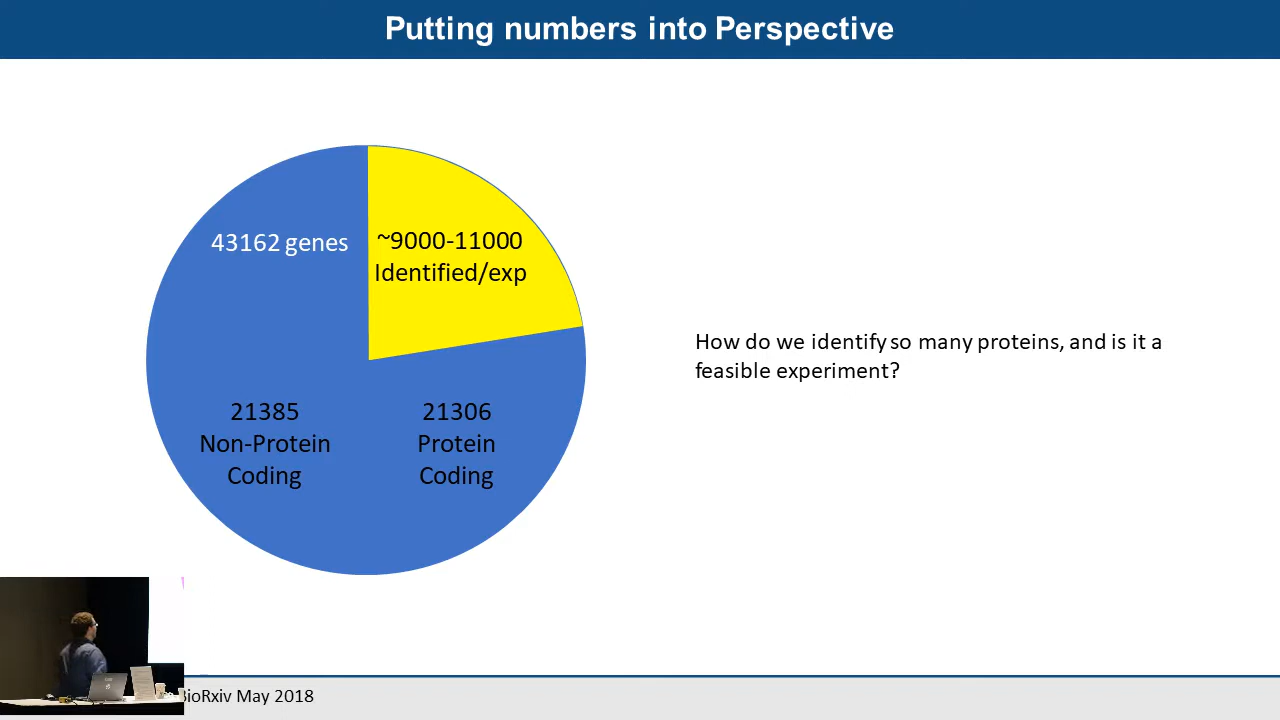 Putting numbers into Perspective
43162 genes
~9000-11000
Identified/exp
How do we identify so many proteins, and is it a
feasible experiment?
21385
Non-Protein
Coding
21306
Protein
Coding
BioRxiv May 2018